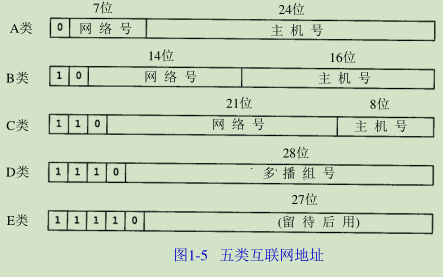 7位 24位
A类 0 网络号 主机号
14位 16位
B类 1 0 网络号 主机号
21位 8位
C类 1 1 0 网络号 主机号
28位
D类 1 1 1 0 多播组号
27位
E类 1 1 1 1 0 (留待后用)
图1-5 五类互联网地址